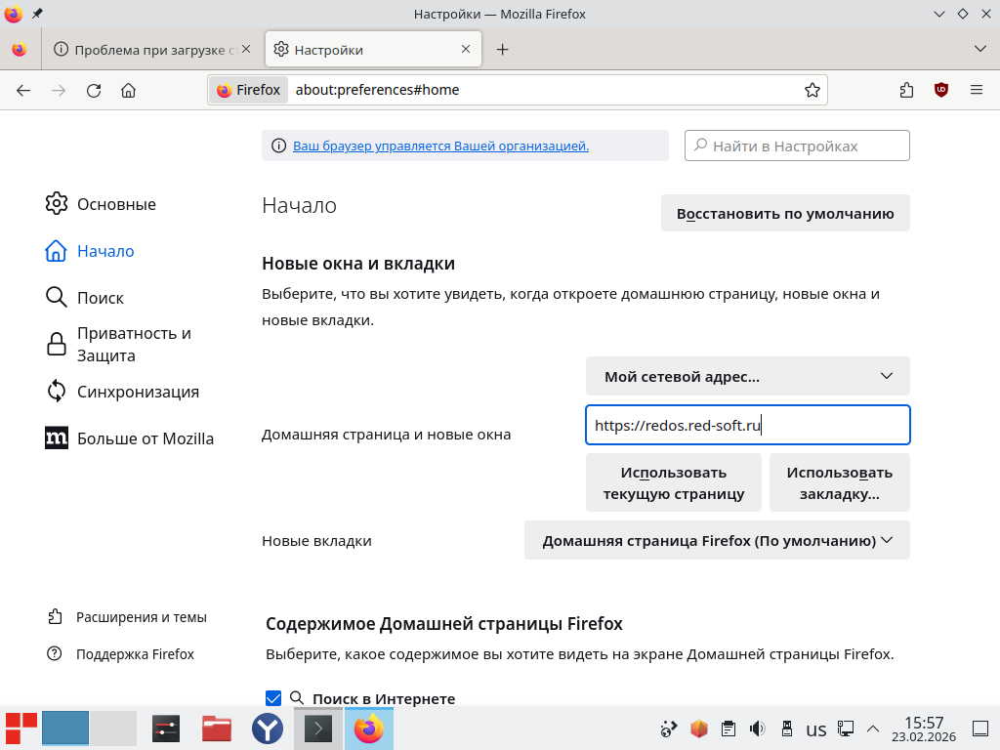 Настройки — Mozilla Firefox
Проблема при загрузке с
Настройки
Firefox
about:preferences#home
Ваш браузер управляется Вашей организацией.
Найти в Настройках
Основные
Начало
Поиск
Приватность и
Защита
Синхронизация
m
Больше от Mozilla
Расширения и темы
Поддержка Firefox
Начало
Восстановить по умолчанию
Новые окна и вкладки
Выберите, что вы хотите увидеть, когда откроете домашнюю страницу, новые окна и
новые вкладки.
Мой сетевой адрес...
Домашняя страница и новые окна
https://redos.red-soft.ru
Использовать
текущую страницу
Использовать
закладку...
Новые вкладки
Домашняя страница Firefox (По умолчанию)
Содержимое Домашней страницы Firefox
Выберите, какое содержимое вы хотите видеть на экране Домашней страницы Firefox.
Поиск в Интернете
us
15:57
23.02.2026